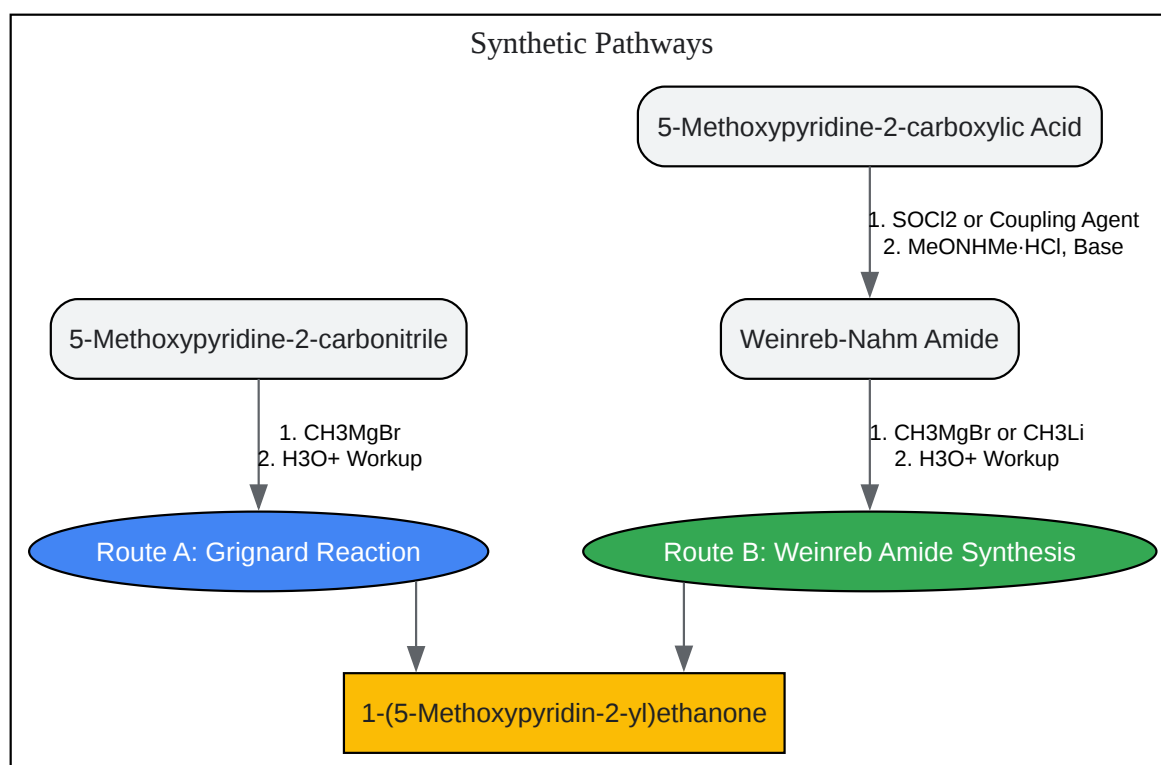 Synthetic Pathways
5-Methoxypyridine-2-carboxylic Acid
1. SOCl2 or Coupling Agent
2. MeONHMe·HCl, Base
5-Methoxypyridine-2-carbonitrile
Weinreb-Nahm Amide
1. CH3MgBr
2. H3O+ Workup
1. CH3MgBr or CH3Li
2. H3O+ Workup
Route A: Grignard Reaction
Route B: Weinreb Amide Synthesis
1-(5-Methoxypyridin-2-yl)ethanone